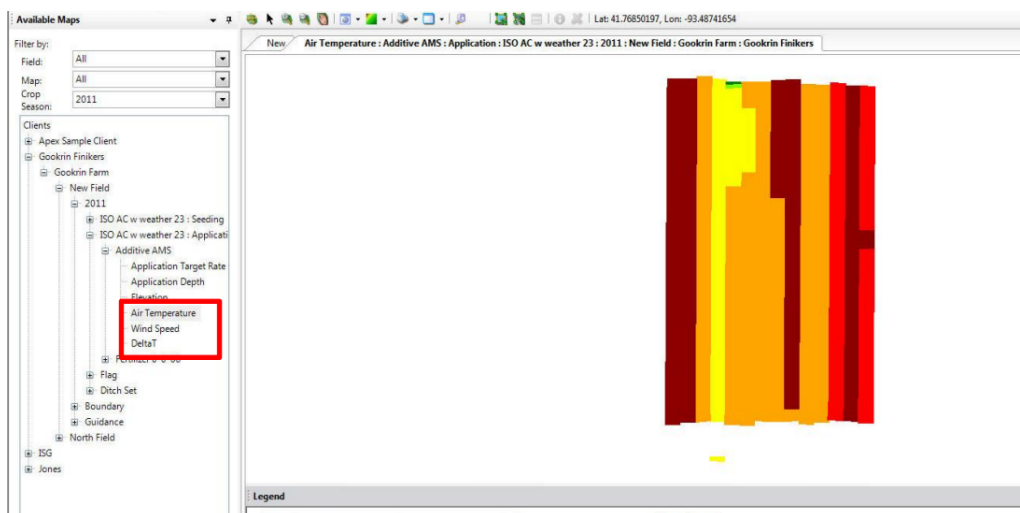 Available Maps
Lat: 41.76850197, Lon: -93.48741654
Filter by:
Field: All
Map: All
Crop Season: 2011
New
Air Temperature : Additive AMS : Application : ISO AC w weather 23 : 2011 : New Field : Gookrin Farm : Gookrin Finikers
Clients
Apex Sample Client
Gookrin Finikers
Gookrin Farm
New Field
2011
ISO AC w weather 23 : Seeding
ISO AC w weather 23 : Applicati
Additive AMS
Application Target Rate
Application Depth
Elevation
Air Temperature
Wind Speed
DeltaT
Flag
Ditch Set
Boundary
Guidance
North Field
ISG
Jones
Legend